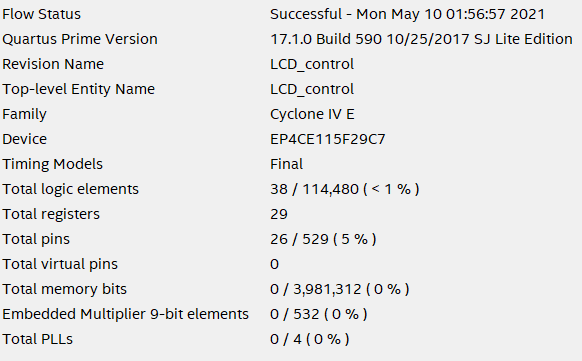 Flow Status Successful - Mon May 10 01:56:57 2021
Quartus Prime Version 17.1.0 Build 590 10/25/2017 SJ Lite Edition
Revision Name LCD_control
Top-level Entity Name LCD_control
Family Cyclone IV E
Device EP4CE115F29C7
Timing Models Final
Total logic elements 38 / 114,480 ( < 1 % )
Total registers 29
Total pins 26 / 529 ( 5 % )
Total virtual pins 0
Total memory bits 0 / 3,981,312 ( 0 % )
Embedded Multiplier 9-bit elements 0 / 532 ( 0 % )
Total PLLs 0 / 4 ( 0 % )